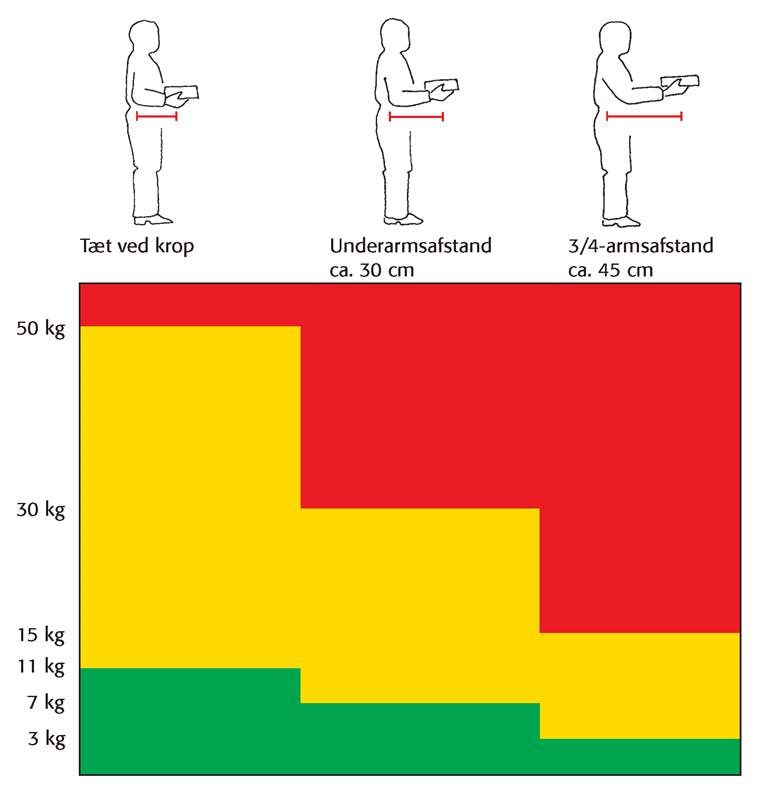 Tæt ved krop
Underarmsafstand
ca. 30 cm
3/4-armsafstand
ca. 45 cm
50 kg
30 kg
15 kg
11 kg
7 kg
3 kg